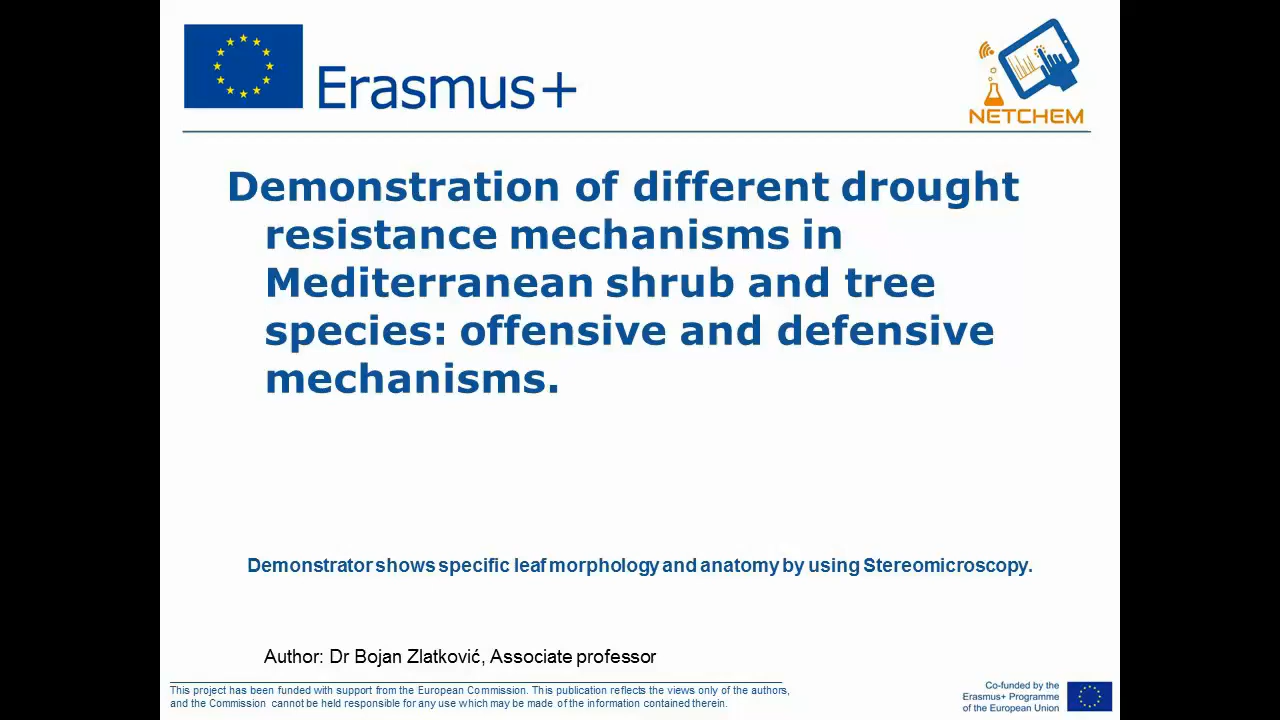 Erasmus+
NETCHEM
Demonstration of different drought
resistance mechanisms in
Mediterranean shrub and tree
species: offensive and defensive
mechanisms.
Demonstrator shows specific leaf morphology and anatomy by using Stereomicroscopy.
Author: Dr Bojan Zlatković, Associate professor
This project has been funded with support from the European Commission. This publication reflects the views only of the authors,
and the Commission cannot be held responsible for any use which may be made of the information contained therein.
Co-funded by the
Erasmus+ Programme
of the European Union